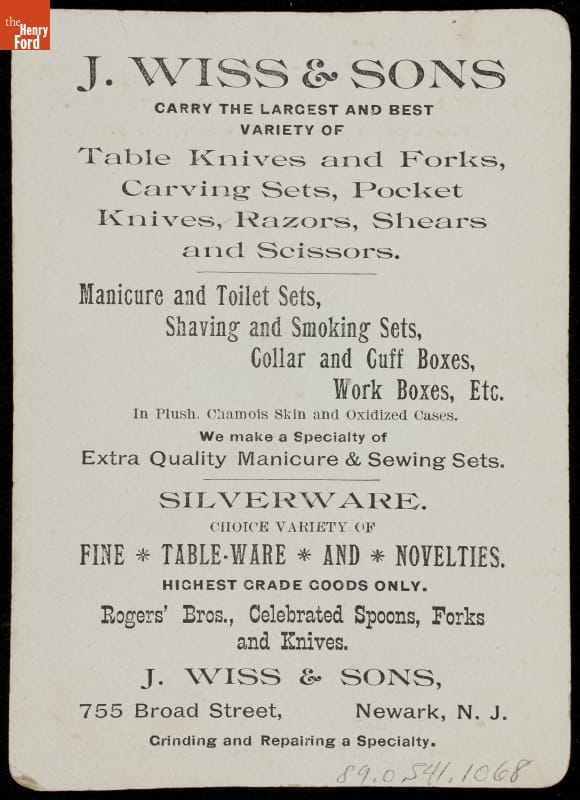 the
Henry
Ford
J. WISS & SONS
CARRY THE LARGEST AND BEST
VARIETY OF
Table Knives and Forks,
Carving Sets, Pocket
Knives, Razors, Shears
and Scissors.
Manicure and Toilet Sets,
Shaving and Smoking Sets,
Collar and Cuff Boxes,
Work Boxes, Etc.
In Plush, Chamois Skin and Oxidized Cases.
We make a Specialty of
Extra Quality Manicure & Sewing Sets.
SILVERWARE.
CHOICE VARIETY OF
FINE * TABLE-WARE * AND * NOVELTIES.
HIGHEST GRADE GOODS ONLY.
Rogers' Bros., Celebrated Spoons, Forks
and Knives.
J. WISS & SONS,
755 Broad Street, Newark, N. J.
Grinding and Repairing a Specialty.
89.0.541.1068